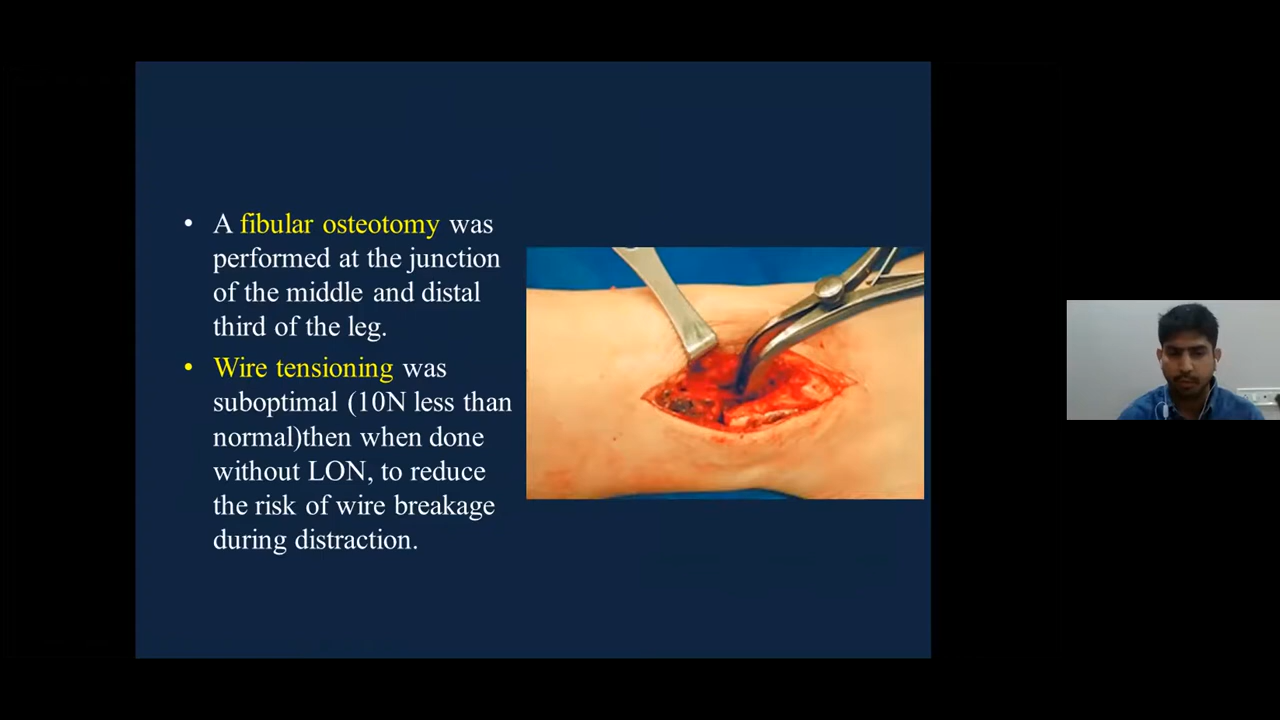 • A fibular osteotomy was
performed at the junction
of the middle and distal
third of the leg.
• Wire tensioning was
suboptimal (10N less than
normal)then when done
without LON, to reduce
the risk of wire breakage
during distraction.